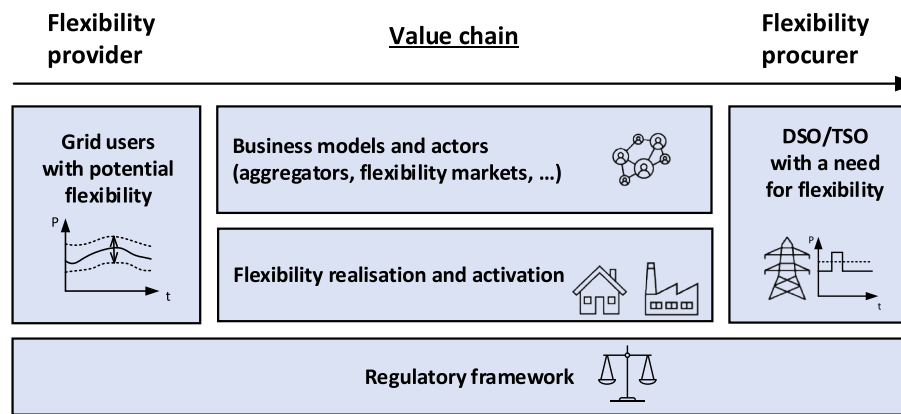 Flexibility
provider
Value chain
Flexibility
procurer
Grid users
with potential
flexibility
P
t
Business models and actors
(aggregators, flexibility markets, ...)
Flexibility realisation and activation
DSO/TSO
with a need
for flexibility
P
t
Regulatory framework